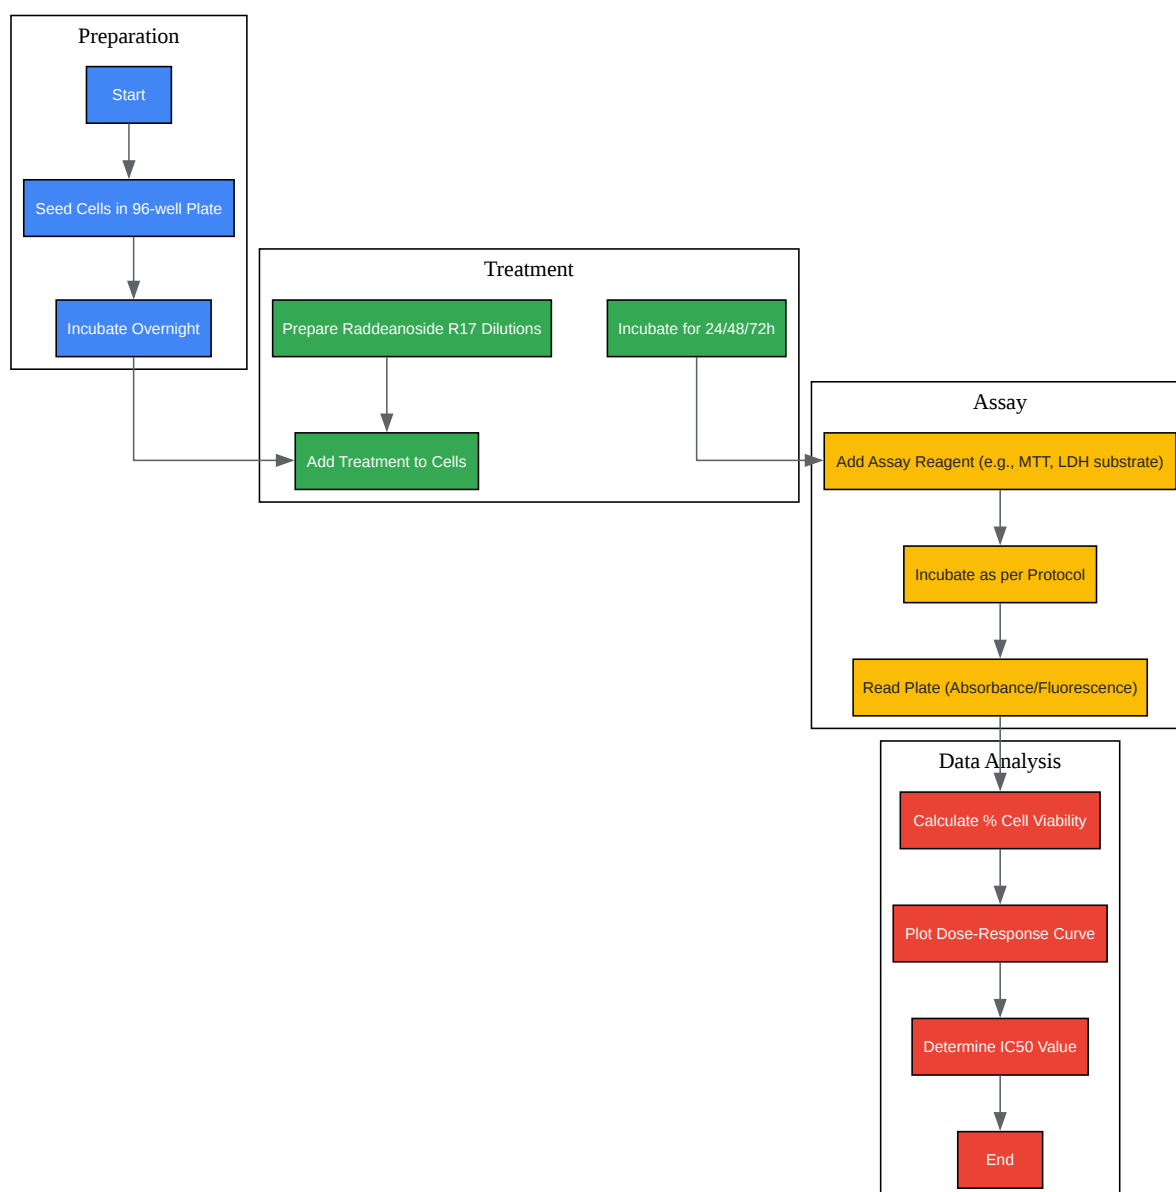 Preparation
Start
Seed Cells in 96-well Plate
Incubate Overnight
Treatment
Prepare Raddeanoside R17 Dilutions
Incubate for 24/48/72h
Add Treatment to Cells
Assay
Add Assay Reagent (e.g., MTT, LDH substrate)
Incubate as per Protocol
Read Plate (Absorbance/Fluorescence)
Data Analysis
Calculate % Cell Viability
Plot Dose-Response Curve
Determine IC50 Value
End